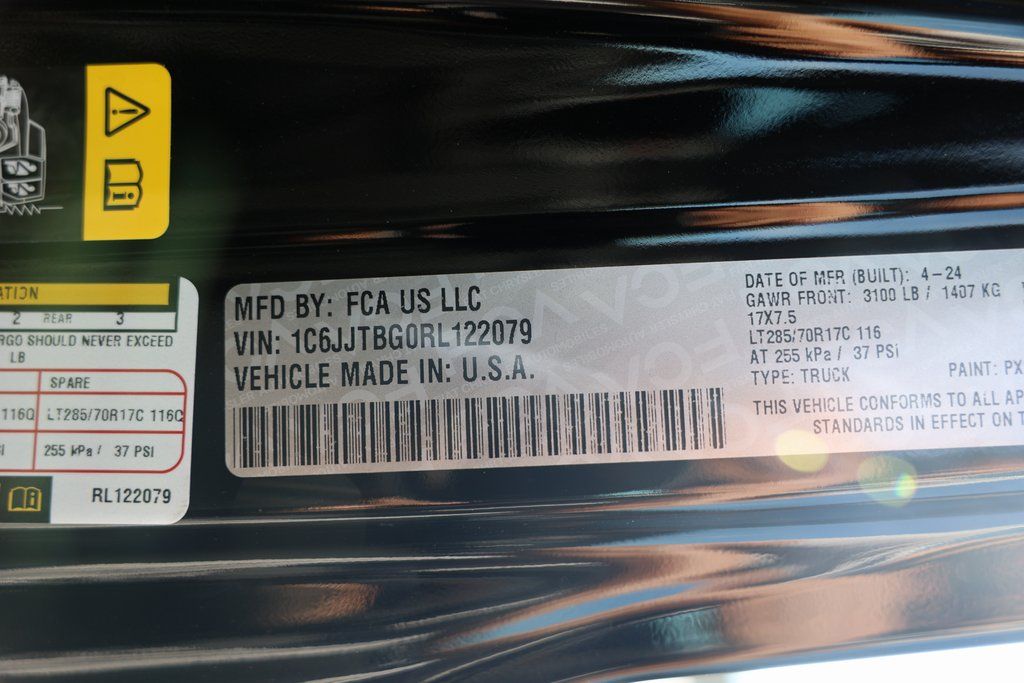 2 REAR 3
SHOULD NEVER EXCEED
LB
SPARE
116Q LT285/70R17C 116Q
255 kPa / 37 PSI
RL122079
MFD BY: FCA US LLC
VIN: 1C6JJTBG0RL122079
VEHICLE MADE IN: U.S.A.
DATE OF MFR (BUILT): 4-24
GAWR FRONT: 3100 LB / 1407 KG
17X7.5
LT285/70R17C 116
AT 255 kPa / 37 PSI
TYPE: TRUCK PAINT: PX
THIS VEHICLE CONFORMS TO ALL AP
STANDARDS IN EFFECT ON T